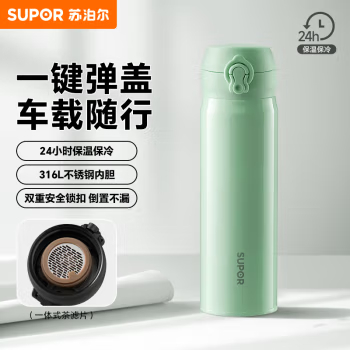 SUPOR 苏泊尔
24h
保温保冷
一键弹盖
车载随行
24小时保温保冷
316L不锈钢内胆
双重安全锁扣 倒置不漏
(一体式茶滤片)
SUPOR